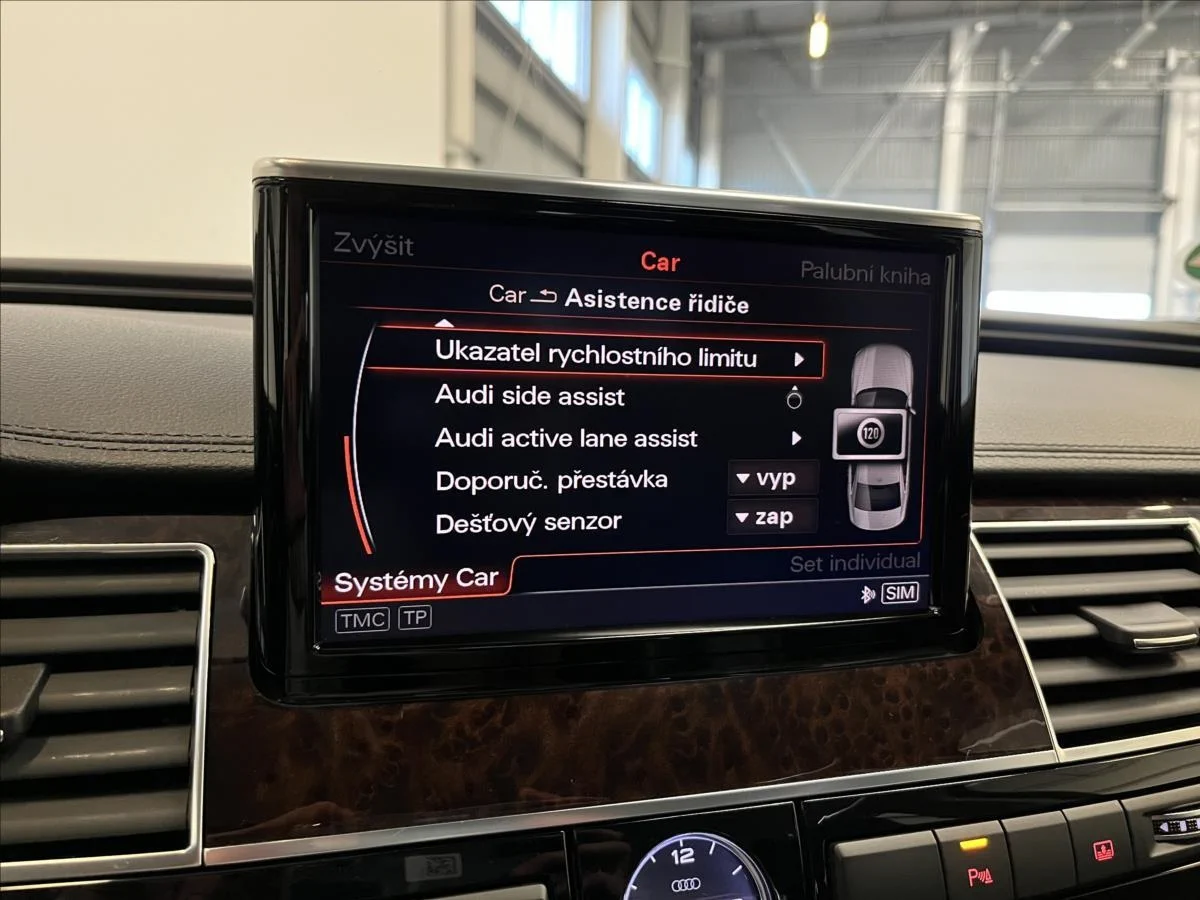 Zvýšit
Car
Palubní kniha
Car Asistence řidiče
Ukazatel rychlostního limitu
Audi side assist
120
Audi active lane assist
Doporuč. přestávka vyp
Dešťový senzor zap
Set individual
Systémy Car
SIM
TMC TP
12
P